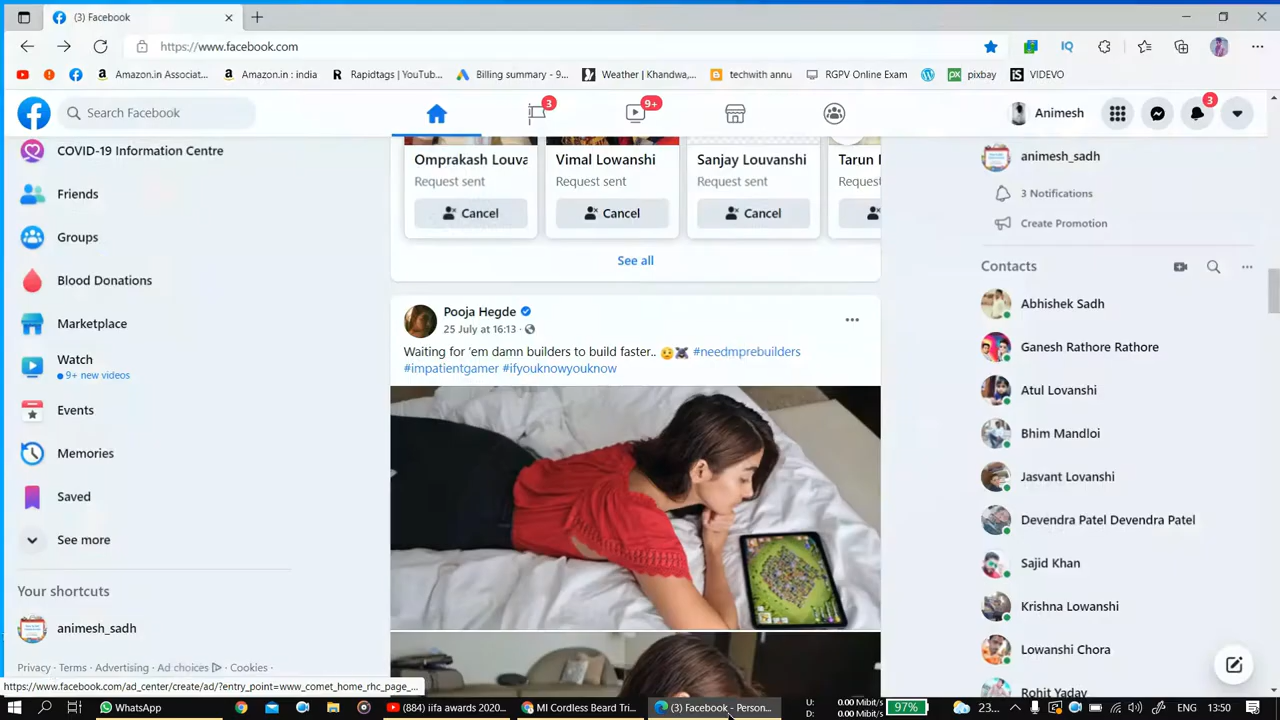 (3) Facebook
https://www.facebook.com
Amazon.in Associat...
Amazon.in : india
Rapidtags | YouTub...
Billing summary - 9...
Weather | Khandwa,...
techwith annu
RGPV Online Exam
px
pixbay
VIDEVO
IQ
Search Facebook
3
9+
Animesh
3
COVID-19 Information Centre
Friends
Groups
Blood Donations
Marketplace
Watch
9+ new videos
Events
Memories
Saved
See more
Your shortcuts
animesh_sadh
Privacy · Terms · Advertising · Ad choices · Cookies ·
https://www.facebook.com/ad_center/create/ad/?entry_point=www_comet_home_rhc_page_...
Omprakash Louva
Request sent
Cancel
Vimal Lowanshi
Request sent
Cancel
Sanjay Louvanshi
Request sent
Cancel
Tarun
Request
See all
Pooja Hegde
25 July at 16:13 ·
Waiting for 'em damn builders to build faster.. 😥☠️ #needmprebuilders
#impatientgamer #ifyouknowyouknow
animesh_sadh
3 Notifications
Create Promotion
Contacts
Abhishek Sadh
Ganesh Rathore Rathore
Atul Lovanshi
Bhim Mandloi
Jasvant Lovanshi
Devendra Patel Devendra Patel
Sajid Khan
Krishna Lowanshi
Lowanshi Chora
Rohit Yadav
WhatsApp
(884) iifa awards 2020...
MI Cordless Beard Tri...
(3) Facebook - Person...
U: 0.00 Mibit/s
D: 0.00 Mibit/s
97%
23...
ENG
13:50